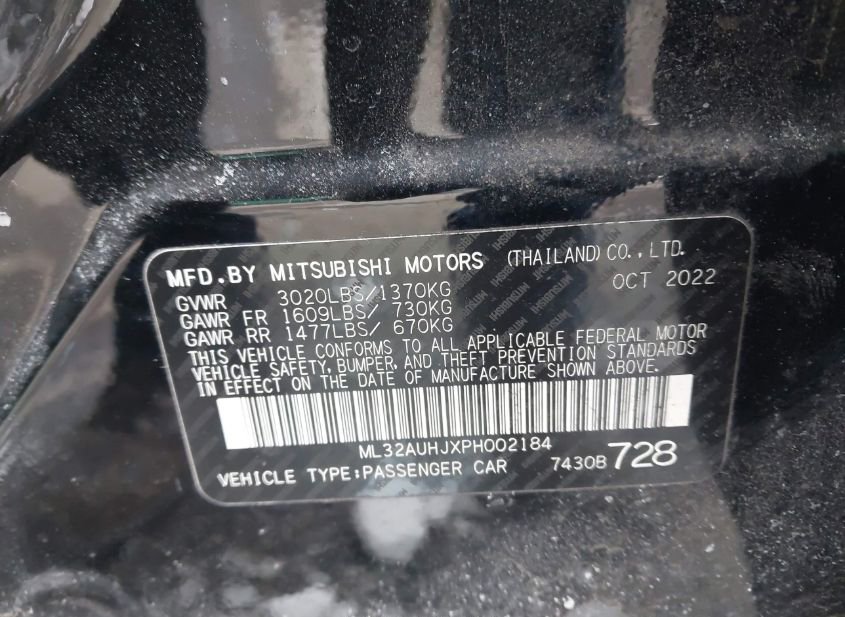 MFD.BY MITSUBISHI MOTORS (THAILAND) CO., LTD.
OCT 2022
GVWR 3020LBS/1370KG
GAWR FR 1609LBS/ 730KG
GAWR RR 1477LBS/ 670KG
THIS VEHICLE CONFORMS TO ALL APPLICABLE FEDERAL MOTOR
VEHICLE SAFETY, BUMPER, AND THEFT PREVENTION STANDARDS
IN EFFECT ON THE DATE OF MANUFACTURE SHOWN ABOVE.
ML32AUHJXPH002184
VEHICLE TYPE:PASSENGER CAR 7430B 728